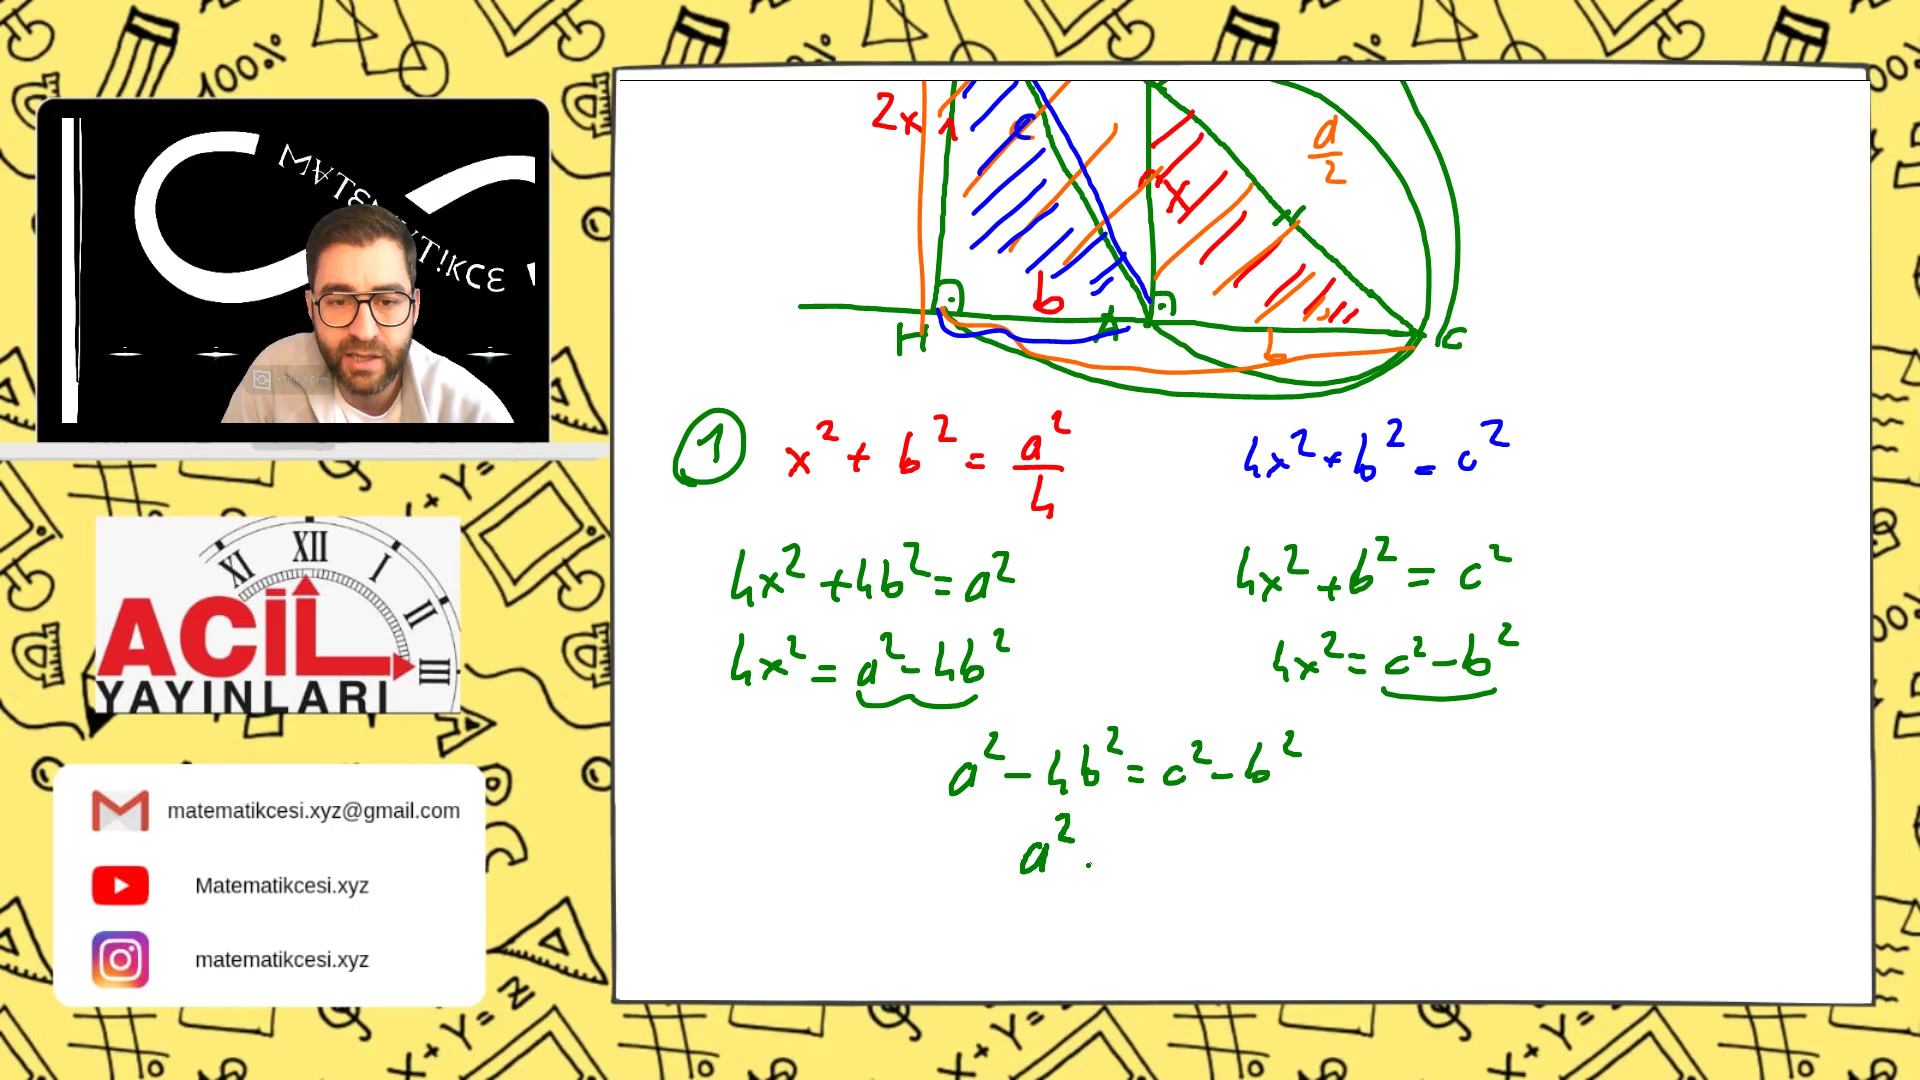 100%
MATEMATİKCE
XI XII I II III
ACİL
YAYINLARI
matematikcesi.xyz@gmail.com
Matematikcesi.xyz
matematikcesi.xyz
2x
c
x
a/2
b
H
A
b
C
1
x² + b² = a²/4
4x² + b² = c²
4x² + 4b² = a²
4x² + b² = c²
4x² = a² - 4b²
4x² = c² - b²
a² - 4b² = c² - b²
a²